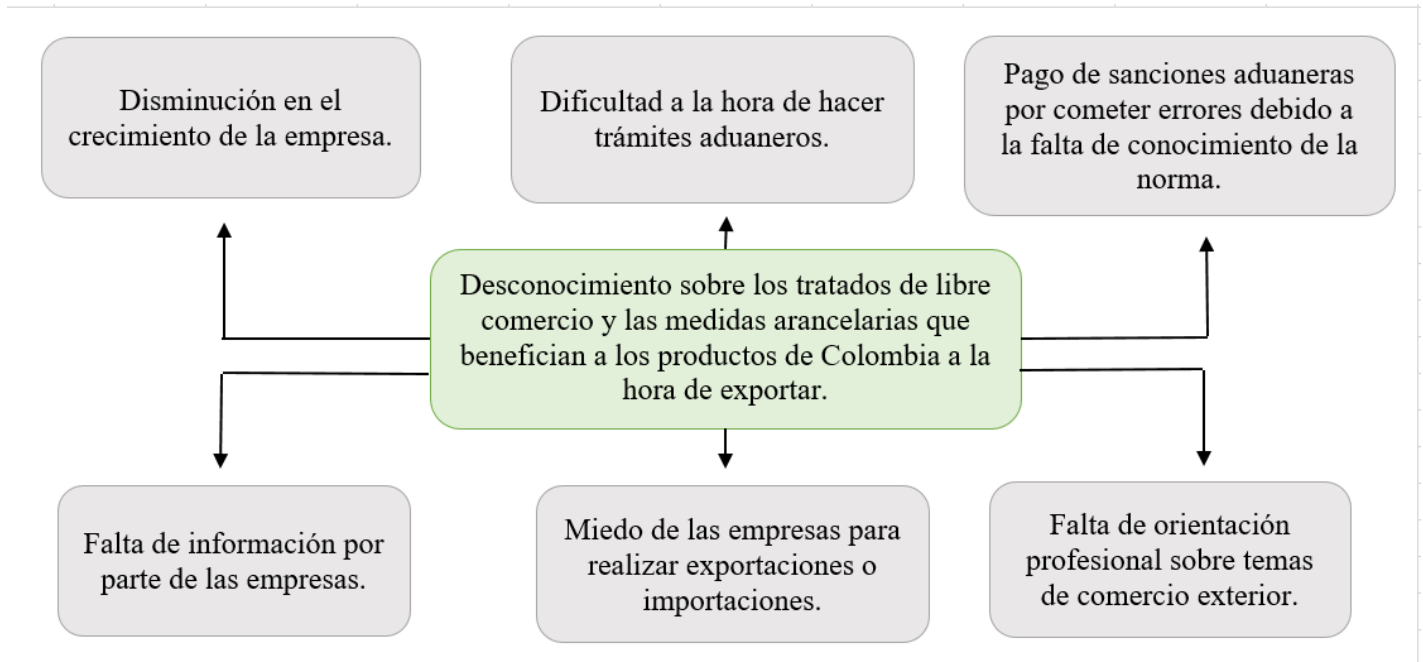 Disminución en el
crecimiento de la empresa.
Dificultad a la hora de hacer
trámites aduaneros.
Pago de sanciones aduaneras
por cometer errores debido a
la falta de conocimiento de la
norma.
Desconocimiento sobre los tratados de libre
comercio y las medidas arancelarias que
benefician a los productos de Colombia a la
hora de exportar.
Falta de información por
parte de las empresas.
Miedo de las empresas para
realizar exportaciones o
importaciones.
Falta de orientación
profesional sobre temas
de comercio exterior.